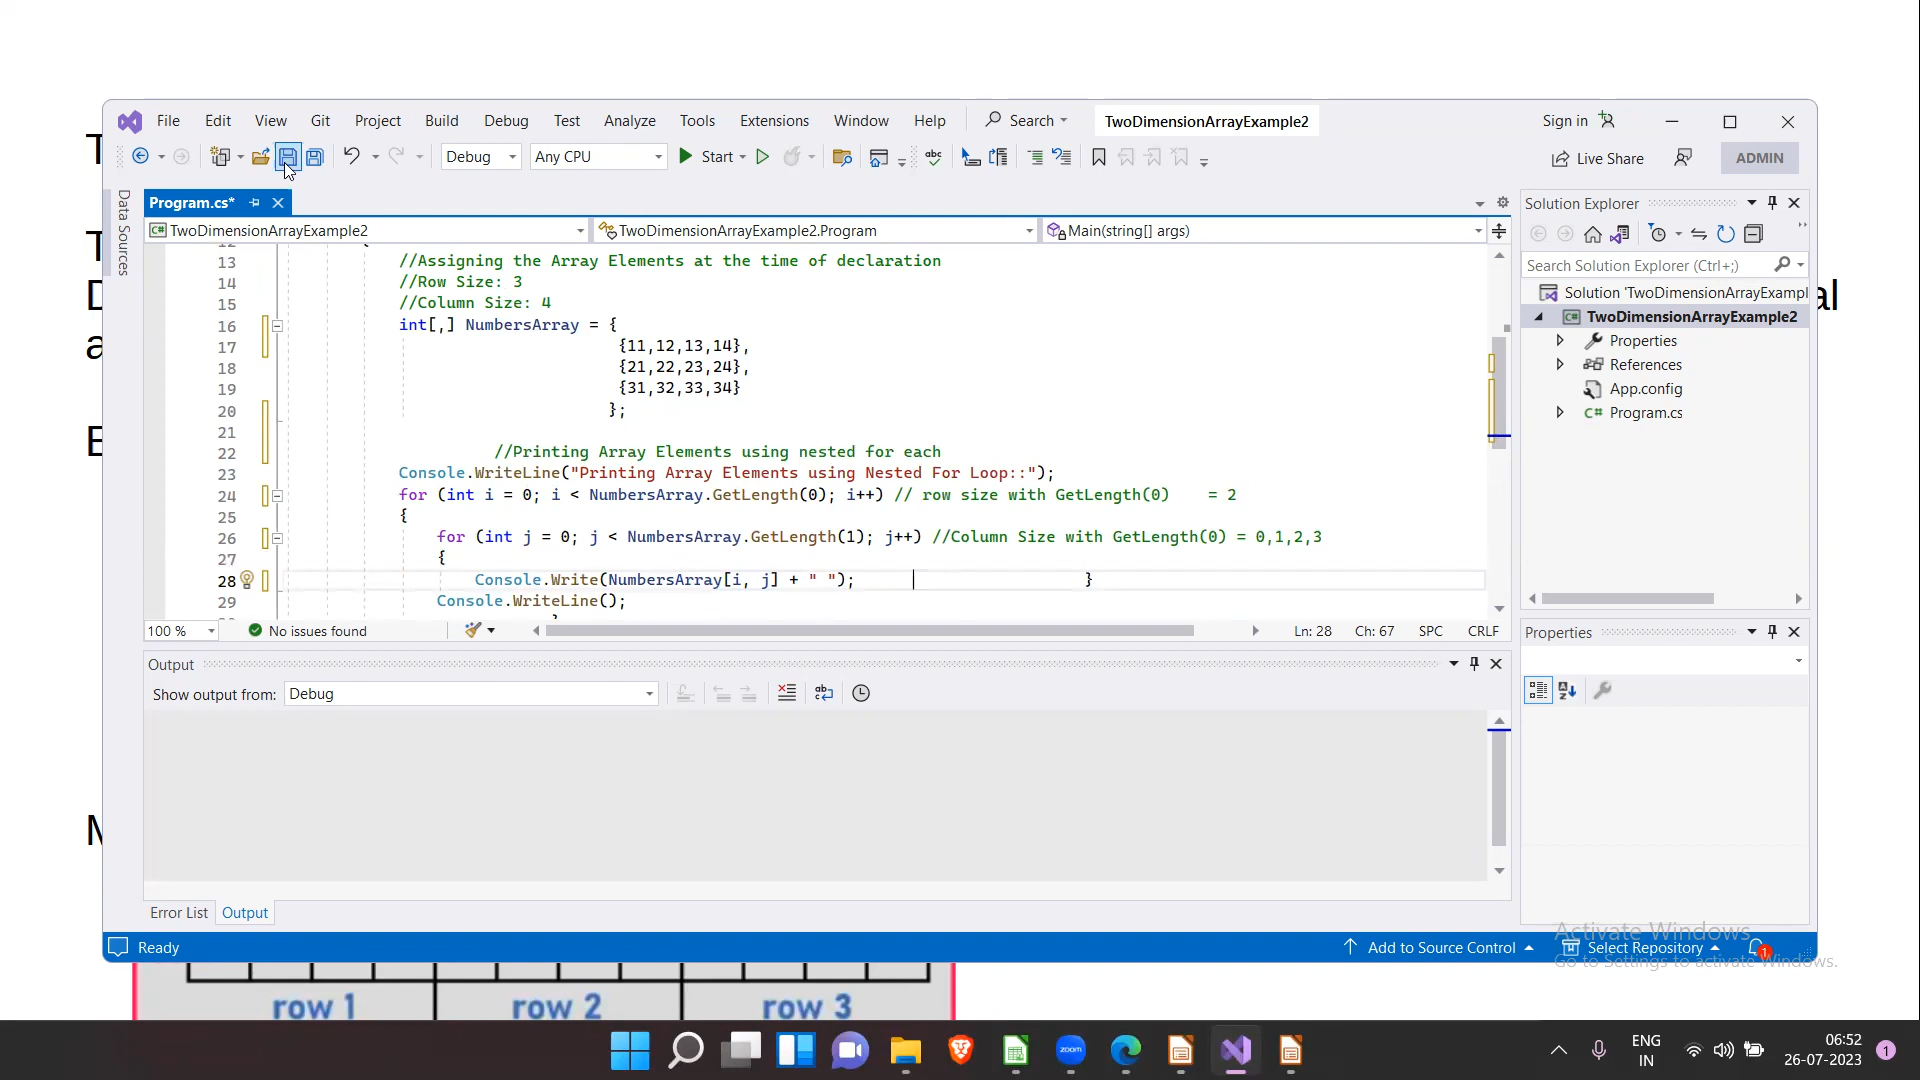 File Edit View Git Project Build Debug Test Analyze Tools Extensions Window Help Search TwoDimensionArrayExample2 Sign in
Debug Any CPU Start Live Share ADMIN
Data Sources
Program.cs*
TwoDimensionArrayExample2 TwoDimensionArrayExample2.Program Main(string[] args)
13 //Assigning the Array Elements at the time of declaration
14 //Row Size: 3
15 //Column Size: 4
16 int[,] NumbersArray = {
17 {11,12,13,14},
18 {21,22,23,24},
19 {31,32,33,34}
20 };
21
22 //Printing Array Elements using nested for each
23 Console.WriteLine("Printing Array Elements using Nested For Loop::");
24 for (int i = 0; i < NumbersArray.GetLength(0); i++) // row size with GetLength(0) = 2
25 {
26 for (int j = 0; j < NumbersArray.GetLength(1); j++) //Column Size with GetLength(0) = 0,1,2,3
27 {
28 Console.Write(NumbersArray[i, j] + " "); }
29 Console.WriteLine();
100 % No issues found Ln: 28 Ch: 67 SPC CRLF
Output
Show output from: Debug
Error List Output
Solution Explorer
Search Solution Explorer (Ctrl+;)
Solution 'TwoDimensionArrayExampl
TwoDimensionArrayExample2
Properties
References
App.config
C# Program.cs
Properties
Ready Add to Source Control Select Repository 1
Activate Windows
Go to Settings to activate Windows.
T
T
D al
a
E
M
row 1 row 2 row 3
zoom
ENG
IN
06:52
26-07-2023
1